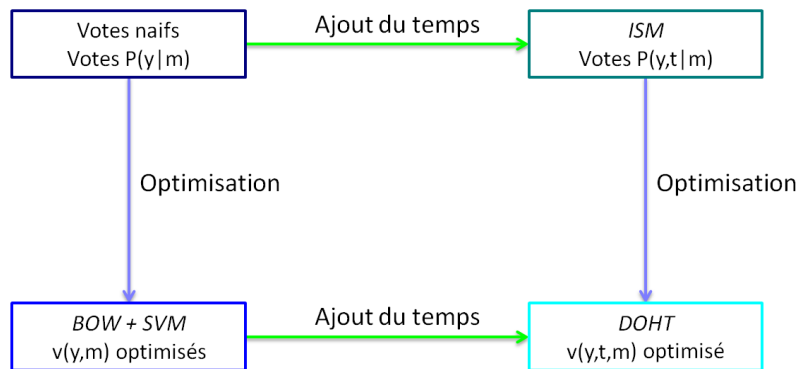 Votes naifs
Votes P(y|m)
Ajout du temps
ISM
Votes P(y,t|m)
Optimisation
Optimisation
BOW + SVM
v(y,m) optimisés
Ajout du temps
DOHT
v(y,t,m) optimisé